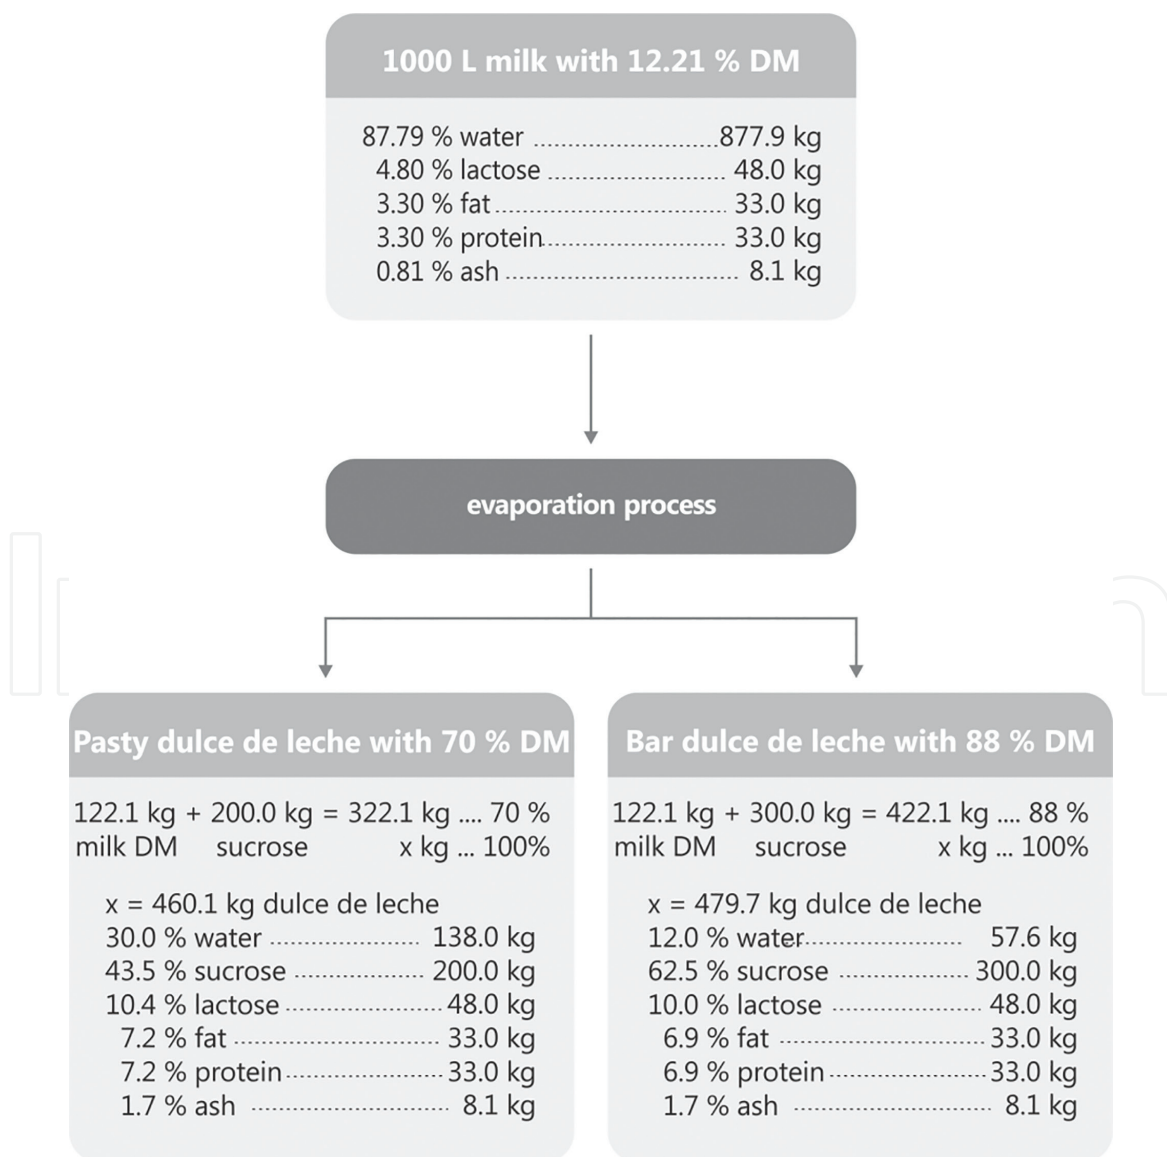 1000 L milk with 12.21 % DM
87.79 % water ........................ 877.9 kg
4.80 % lactose ........................ 48.0 kg
3.30 % fat ........................ 33.0 kg
3.30 % protein ........................ 33.0 kg
0.81 % ash ........................ 8.1 kg
evaporation process
Pasty dulce de leche with 70 % DM
122.1 kg + 200.0 kg = 322.1 kg .... 70 %
milk DM sucrose x kg ... 100%
x = 460.1 kg dulce de leche
30.0 % water .................... 138.0 kg
43.5 % sucrose .................... 200.0 kg
10.4 % lactose .................... 48.0 kg
7.2 % fat .................... 33.0 kg
7.2 % protein .................... 33.0 kg
1.7 % ash .................... 8.1 kg
Bar dulce de leche with 88 % DM
122.1 kg + 300.0 kg = 422.1 kg .... 88 %
milk DM sucrose x kg ... 100%
x = 479.7 kg dulce de leche
12.0 % water .................... 57.6 kg
62.5 % sucrose .................... 300.0 kg
10.0 % lactose .................... 48.0 kg
6.9 % fat .................... 33.0 kg
6.9 % protein .................... 33.0 kg
1.7 % ash .................... 8.1 kg